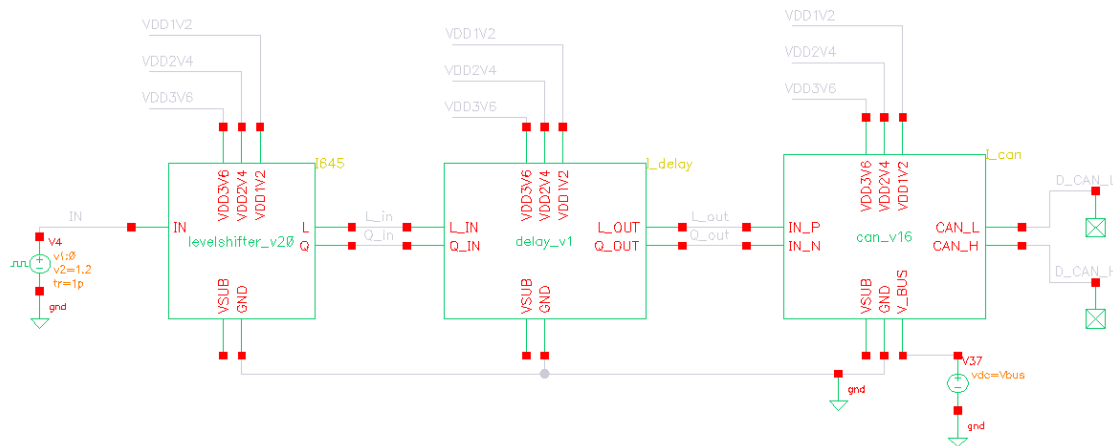 VDD1V2
VDD2V4
VDD3V6
VDD1V2
VDD2V4
VDD3V6
VDD1V2
VDD2V4
VDD3V6
I645
I_delay
I_can
VDD3V6
VDD2V4
VDD1V2
VDD3V6
VDD2V4
VDD1V2
VDD3V6
VDD2V4
VDD1V2
D_CAN_L
IN
IN
levelshifter_v20
L
Q
L_in
Q_in
L_IN
Q_IN
delay_v1
L_OUT
Q_OUT
L_out
Q_out
IN_P
IN_N
can_v16
CAN_L
CAN_H
D_CAN_H
V4
v1:0
v2=1.2
tr=1p
gnd
VSUB
GND
VSUB
GND
VSUB
GND
V_BUS
gnd
V37
vdc=Vbus
gnd